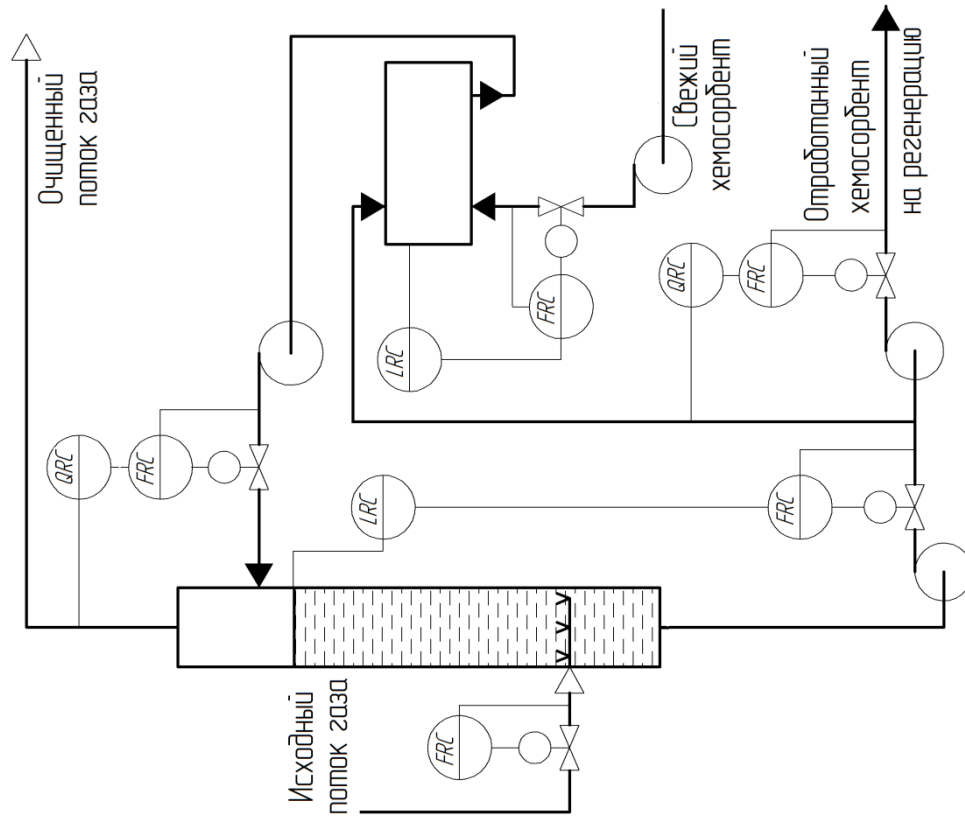 Очищенный
поток газа
QRC
FRC
LRC
FRC
Свежий
хемосорбент
LRC
QRC
FRC
Отработанный
хемосорбент
на регенерацию
FRC
Исходный
поток газа
FRC